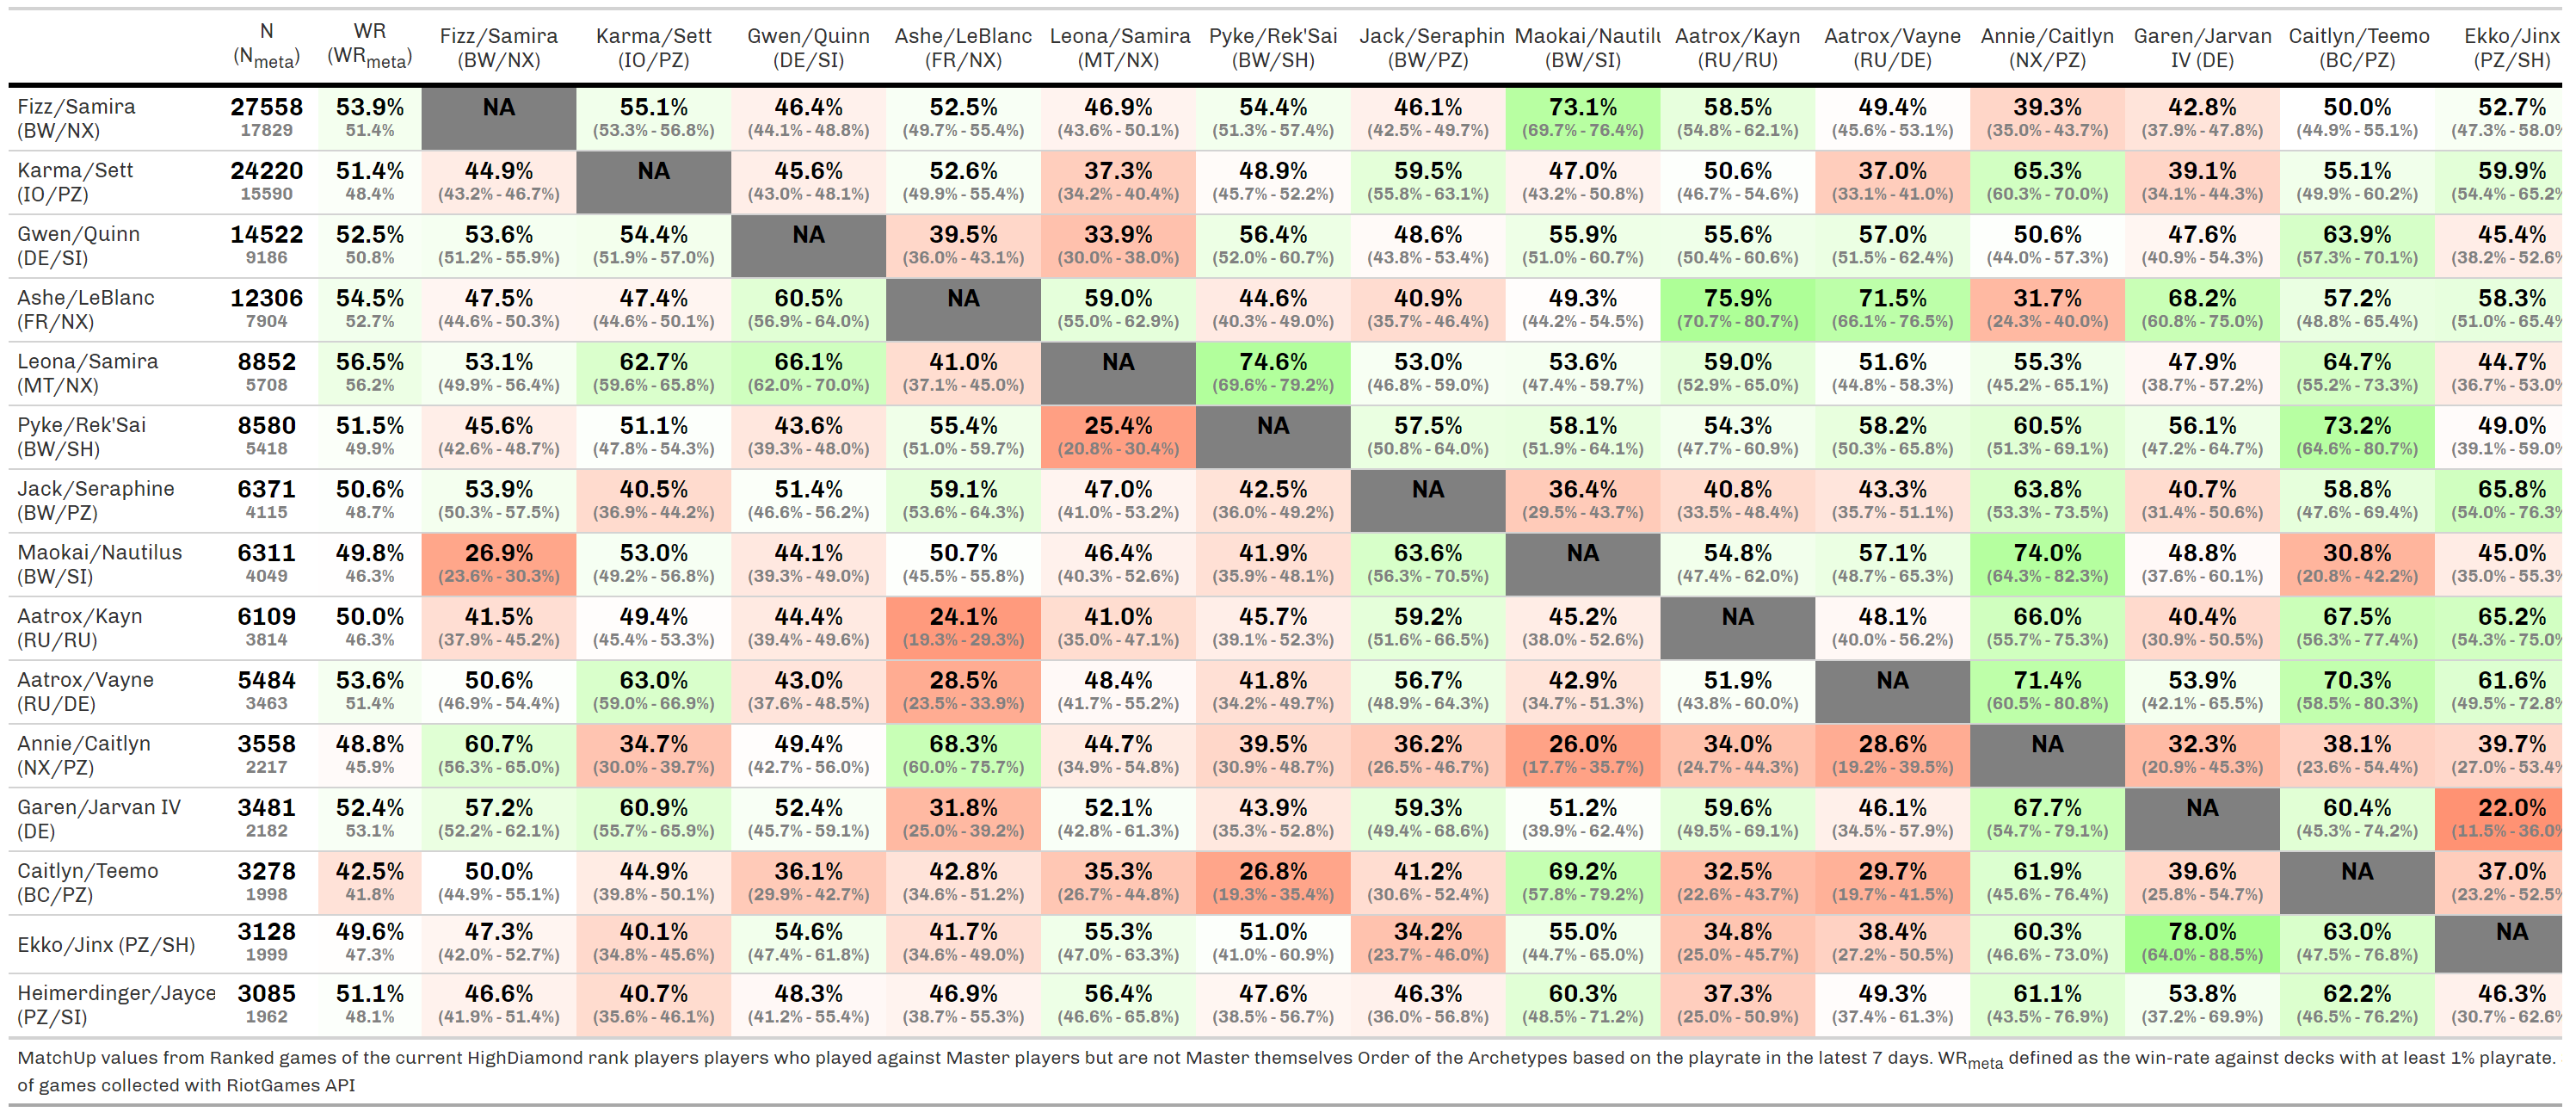 N WR Fizz/Samira Karma/Sett Gwen/Quinn Ashe/LeBlanc Leona/Samira Pyke/Rek'Sai Jack/Seraphin Maokai/Nautilu Aatrox/Kayn Aatrox/Vayne Annie/Caitlyn Garen/Jarvan Caitlyn/Teemo Ekko/Jinx
(Nmeta) (WRmeta) (BW/NX) (IO/PZ) (DE/SI) (FR/NX) (MT/NX) (BW/SH) (BW/PZ) (BW/SI) (RU/RU) (RU/DE) (NX/PZ) IV (DE) (BC/PZ) (PZ/SH)
Fizz/Samira 27558 53.9% NA 55.1% 46.4% 52.5% 46.9% 54.4% 46.1% 73.1% 58.5% 49.4% 39.3% 42.8% 50.0% 52.7%
(BW/NX) 17829 51.4% (53.3% - 56.8%) (44.1% - 48.8%) (49.7% - 55.4%) (43.6% - 50.1%) (51.3% - 57.4%) (42.5% - 49.7%) (69.7% - 76.4%) (54.8% - 62.1%) (45.6% - 53.1%) (35.0% - 43.7%) (37.9% - 47.8%) (44.9% - 55.1%) (47.3% - 58.0%
Karma/Sett 24220 51.4% 44.9% NA 45.6% 52.6% 37.3% 48.9% 59.5% 47.0% 50.6% 37.0% 65.3% 39.1% 55.1% 59.9%
(IO/PZ) 15590 48.4% (43.2% - 46.7%) (43.0% - 48.1%) (49.9% - 55.4%) (34.2% - 40.4%) (45.7% - 52.2%) (55.8% - 63.1%) (43.2% - 50.8%) (46.7% - 54.6%) (33.1% - 41.0%) (60.3% - 70.0%) (34.1% - 44.3%) (49.9% - 60.2%) (54.4% - 65.2%
Gwen/Quinn 14522 52.5% 53.6% 54.4% NA 39.5% 33.9% 56.4% 48.6% 55.9% 55.6% 57.0% 50.6% 47.6% 63.9% 45.4%
(DE/SI) 9186 50.8% (51.2% - 55.9%) (51.9% - 57.0%) (36.0% - 43.1%) (30.0% - 38.0%) (52.0% - 60.7%) (43.8% - 53.4%) (51.0% - 60.7%) (50.4% - 60.6%) (51.5% - 62.4%) (44.0% - 57.3%) (40.9% - 54.3%) (57.3% - 70.1%) (38.2% - 52.6%
Ashe/LeBlanc 12306 54.5% 47.5% 47.4% 60.5% NA 59.0% 44.6% 40.9% 49.3% 75.9% 71.5% 31.7% 68.2% 57.2% 58.3%
(FR/NX) 7904 52.7% (44.6% - 50.3%) (44.6% - 50.1%) (56.9% - 64.0%) (55.0% - 62.9%) (40.3% - 49.0%) (35.7% - 46.4%) (44.2% - 54.5%) (70.7% - 80.7%) (66.1% - 76.5%) (24.3% - 40.0%) (60.8% - 75.0%) (48.8% - 65.4%) (51.0% - 65.4%
Leona/Samira 8852 56.5% 53.1% 62.7% 66.1% 41.0% NA 74.6% 53.0% 53.6% 59.0% 51.6% 55.3% 47.9% 64.7% 44.7%
(MT/NX) 5708 56.2% (49.9% - 56.4%) (59.6% - 65.8%) (62.0% - 70.0%) (37.1% - 45.0%) (69.6% - 79.2%) (46.8% - 59.0%) (47.4% - 59.7%) (52.9% - 65.0%) (44.8% - 58.3%) (45.2% - 65.1%) (38.7% - 57.2%) (55.2% - 73.3%) (36.7% - 53.0%
Pyke/Rek'Sai 8580 51.5% 45.6% 51.1% 43.6% 55.4% 25.4% NA 57.5% 58.1% 54.3% 58.2% 60.5% 56.1% 73.2% 49.0%
(BW/SH) 5418 49.9% (42.6% - 48.7%) (47.8% - 54.3%) (39.3% - 48.0%) (51.0% - 59.7%) (20.8% - 30.4%) (50.8% - 64.0%) (51.9% - 64.1%) (47.7% - 60.9%) (50.3% - 65.8%) (51.3% - 69.1%) (47.2% - 64.7%) (64.6% - 80.7%) (39.1% - 59.0%
Jack/Seraphine 6371 50.6% 53.9% 40.5% 51.4% 59.1% 47.0% 42.5% NA 36.4% 40.8% 43.3% 63.8% 40.7% 58.8% 65.8%
(BW/PZ) 4115 48.7% (50.3% - 57.5%) (36.9% - 44.2%) (46.6% - 56.2%) (53.6% - 64.3%) (41.0% - 53.2%) (36.0% - 49.2%) (29.5% - 43.7%) (33.5% - 48.4%) (35.7% - 51.1%) (53.3% - 73.5%) (31.4% - 50.6%) (47.6% - 69.4%) (54.0% - 76.3%
Maokai/Nautilus 6311 49.8% 26.9% 53.0% 44.1% 50.7% 46.4% 41.9% 63.6% NA 54.8% 57.1% 74.0% 48.8% 30.8% 45.0%
(BW/SI) 4049 46.3% (23.6% - 30.3%) (49.2% - 56.8%) (39.3% - 49.0%) (45.5% - 55.8%) (40.3% - 52.6%) (35.9% - 48.1%) (56.3% - 70.5%) (47.4% - 62.0%) (48.7% - 65.3%) (64.3% - 82.3%) (37.6% - 60.1%) (20.8% - 42.2%) (35.0% - 55.3%
Aatrox/Kayn 6109 50.0% 41.5% 49.4% 44.4% 24.1% 41.0% 45.7% 59.2% 45.2% NA 48.1% 66.0% 40.4% 67.5% 65.2%
(RU/RU) 3814 46.3% (37.9% - 45.2%) (45.4% - 53.3%) (39.4% - 49.6%) (19.3% - 29.3%) (35.0% - 47.1%) (39.1% - 52.3%) (51.6% - 66.5%) (38.0% - 52.6%) (40.0% - 56.2%) (55.7% - 75.3%) (30.9% - 50.5%) (56.3% - 77.4%) (54.3% - 75.0%
Aatrox/Vayne 5484 53.6% 50.6% 63.0% 43.0% 28.5% 48.4% 41.8% 56.7% 42.9% 51.9% NA 71.4% 53.9% 70.3% 61.6%
(RU/DE) 3463 51.4% (46.9% - 54.4%) (59.0% - 66.9%) (37.6% - 48.5%) (23.5% - 33.9%) (41.7% - 55.2%) (34.2% - 49.7%) (48.9% - 64.3%) (34.7% - 51.3%) (43.8% - 60.0%) (60.5% - 80.8%) (42.1% - 65.5%) (58.5% - 80.3%) (49.5% - 72.8%
Annie/Caitlyn 3558 48.8% 60.7% 34.7% 49.4% 68.3% 44.7% 39.5% 36.2% 26.0% 34.0% 28.6% NA 32.3% 38.1% 39.7%
(NX/PZ) 2217 45.9% (56.3% - 65.0%) (30.0% - 39.7%) (42.7% - 56.0%) (60.0% - 75.7%) (34.9% - 54.8%) (30.9% - 48.7%) (26.5% - 46.7%) (17.7% - 35.7%) (24.7% - 44.3%) (19.2% - 39.5%) (20.9% - 45.3%) (23.6% - 54.4%) (27.0% - 53.4%
Garen/Jarvan IV 3481 52.4% 57.2% 60.9% 52.4% 31.8% 52.1% 43.9% 59.3% 51.2% 59.6% 46.1% 67.7% NA 60.4% 22.0%
(DE) 2182 53.1% (52.2% - 62.1%) (55.7% - 65.9%) (45.7% - 59.1%) (25.0% - 39.2%) (42.8% - 61.3%) (35.3% - 52.8%) (49.4% - 68.6%) (39.9% - 62.4%) (49.5% - 69.1%) (34.5% - 57.9%) (54.7% - 79.1%) (45.3% - 74.2%) (11.5% - 36.0%
Caitlyn/Teemo 3278 42.5% 50.0% 44.9% 36.1% 42.8% 35.3% 26.8% 41.2% 69.2% 32.5% 29.7% 61.9% 39.6% NA 37.0%
(BC/PZ) 1998 41.8% (44.9% - 55.1%) (39.8% - 50.1%) (29.9% - 42.7%) (34.6% - 51.2%) (26.7% - 44.8%) (19.3% - 35.4%) (30.6% - 52.4%) (57.8% - 79.2%) (22.6% - 43.7%) (19.7% - 41.5%) (45.6% - 76.4%) (25.8% - 54.7%) (23.2% - 52.5%
Ekko/Jinx (PZ/SH) 3128 49.6% 47.3% 40.1% 54.6% 41.7% 55.3% 51.0% 34.2% 55.0% 34.8% 38.4% 60.3% 78.0% 63.0% NA
1999 47.3% (42.0% - 52.7%) (34.8% - 45.6%) (47.4% - 61.8%) (34.6% - 49.0%) (47.0% - 63.3%) (41.0% - 60.9%) (23.7% - 46.0%) (44.7% - 65.0%) (25.0% - 45.7%) (27.2% - 50.5%) (46.6% - 73.0%) (64.0% - 88.5%) (47.5% - 76.8%)
Heimerdinger/Jayce 3085 51.1% 46.6% 40.7% 48.3% 46.9% 56.4% 47.6% 46.3% 60.3% 37.3% 49.3% 61.1% 53.8% 62.2% 46.3%
(PZ/SI) 1962 48.1% (41.9% - 51.4%) (35.6% - 46.1%) (41.2% - 55.4%) (38.7% - 55.3%) (46.6% - 65.8%) (38.5% - 56.7%) (36.0% - 56.8%) (48.5% - 71.2%) (25.0% - 50.9%) (37.4% - 61.3%) (43.5% - 76.9%) (37.2% - 69.9%) (46.5% - 76.2%) (30.7% - 62.6%
MatchUp values from Ranked games of the current HighDiamond rank players players who played against Master players but are not Master themselves Order of the Archetypes based on the playrate in the latest 7 days. WRmeta defined as the win-rate against decks with at least 1% playrate.
of games collected with RiotGames API